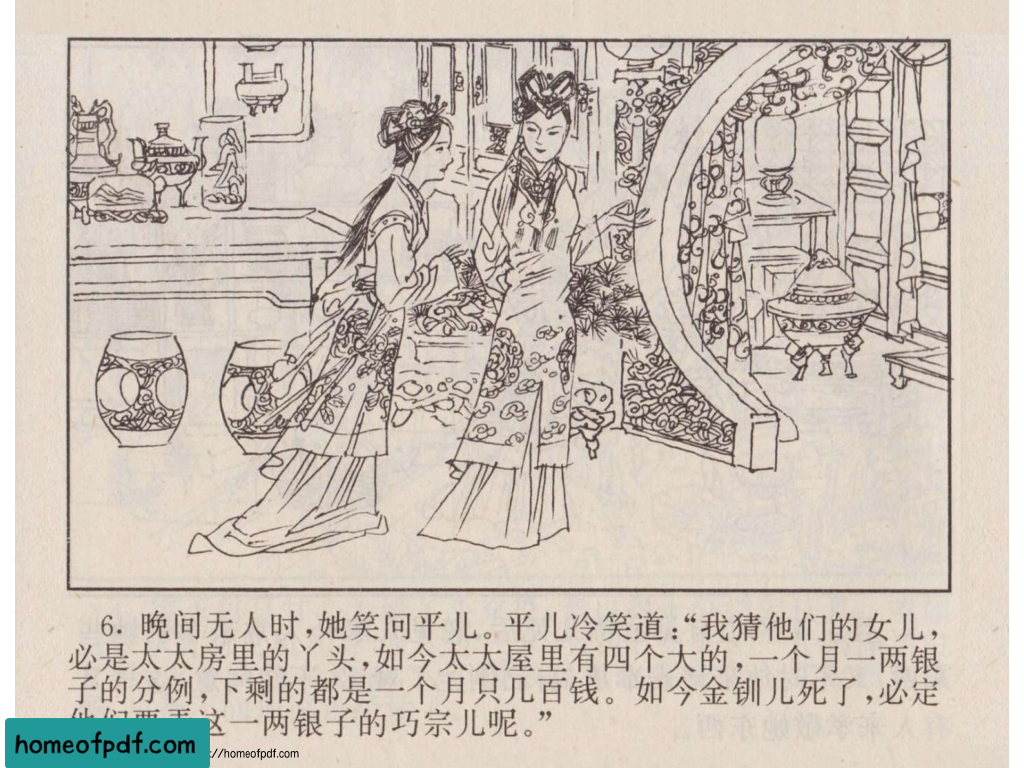 6. 晚间无人时，她笑问平儿。平儿冷笑道：“我猜他们的女儿，
必是太太房里的丫头，如今太太屋里有四个大的，一个月一两银
子的分例，下剩的都是一个月只几百钱。如今金钏儿死了，必定
这一两银子的巧宗儿呢。”
homeofpdf.com
://homeofpdf.com